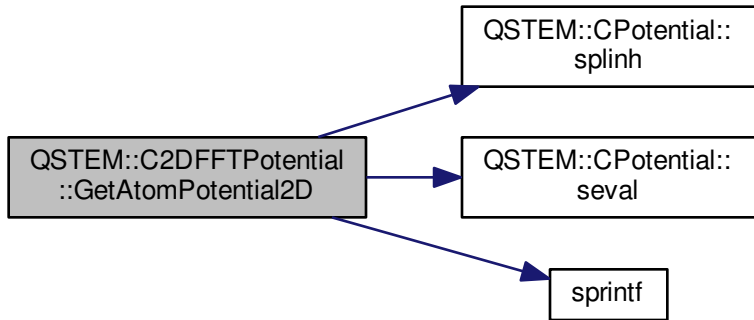 QSTEM::CPotential::
splinh
QSTEM::C2DFFTPotential
::GetAtomPotential2D
QSTEM::CPotential::
seval
sprintf